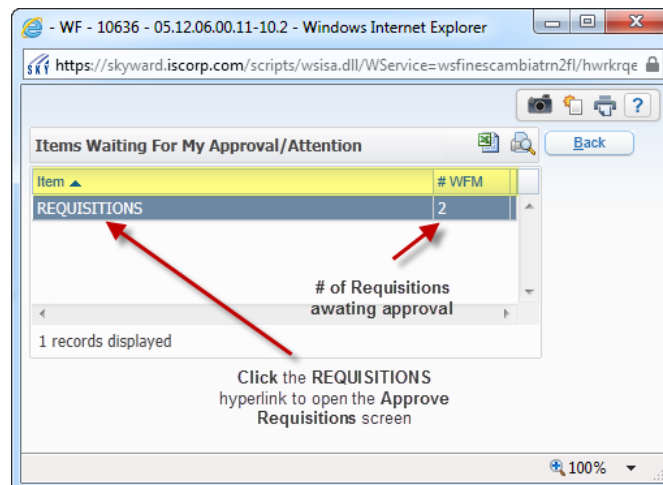 - WF - 10636 - 05.12.06.00.11-10.2 - Windows Internet Explorer
SKY https://skyward.iscorp.com/scripts/wsisa.dll/WService=wsfinescambiatrn2fl/hwrkrqe
?
Items Waiting For My Approval/Attention
Back
Item # WFM
REQUISITIONS 2
# of Requisitions
awating approval
1 records displayed
Click the REQUISITIONS
hyperlink to open the Approve
Requisitions screen
100%